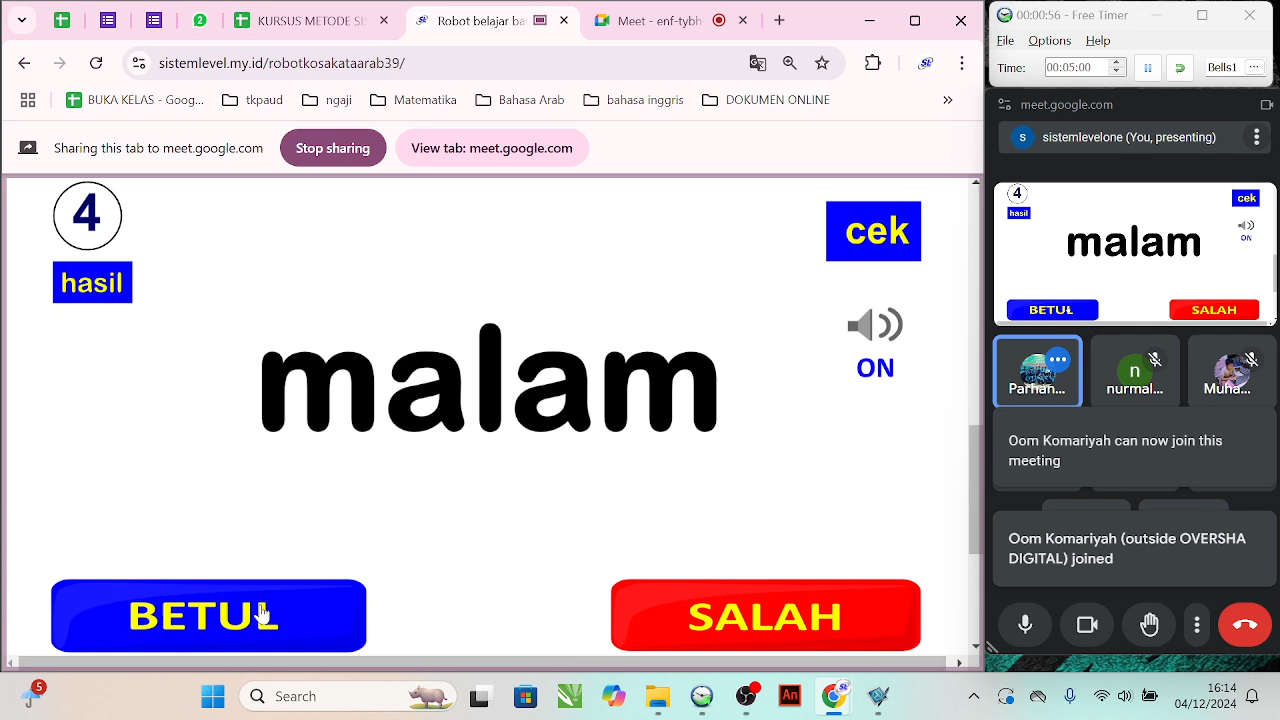 KURSUS METODE SIS
Robot belajar ba
Meet - enf-tybh-
2
sistemlevel.my.id/robotkosakataarab39/
BUKA KELAS - Goog...
tkpaud
ngaji
Matematika
BaHasa Arab
bahasa inggris
DOKUMEN ONLINE
Sharing this tab to meet.google.com
Stop sharing
View tab: meet.google.com
4
hasil
cek
malam
ON
BETUL
SALAH
00:00:56 - Free Timer
File
Options
Help
Time:
00:05:00
Bells1
meet.google.com
s
sistemlevelone (You, presenting)
4
hasil
cek
malam
ON
BETUL
SALAH
Parhan...
n
nurmal...
Muha...
Oom Komariyah can now join this
meeting
Oom Komariyah (outside OVERSHA
DIGITAL) joined
5
Search
An
16:14
04/12/2024